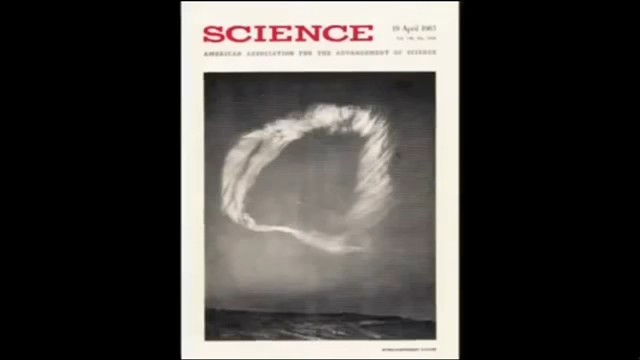 SCIENCE
19 April 1963
AMERICAN ASSOCIATION FOR THE ADVANCEMENT OF SCIENCE